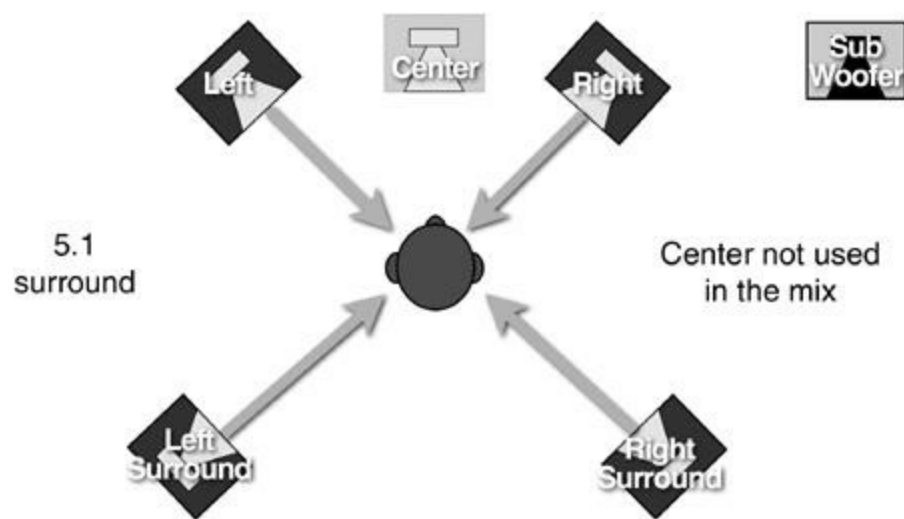 Left
Center
Right
Sub
Woofer
5.1
surround
Center not used
in the mix
Left
Surround
Right
Surround